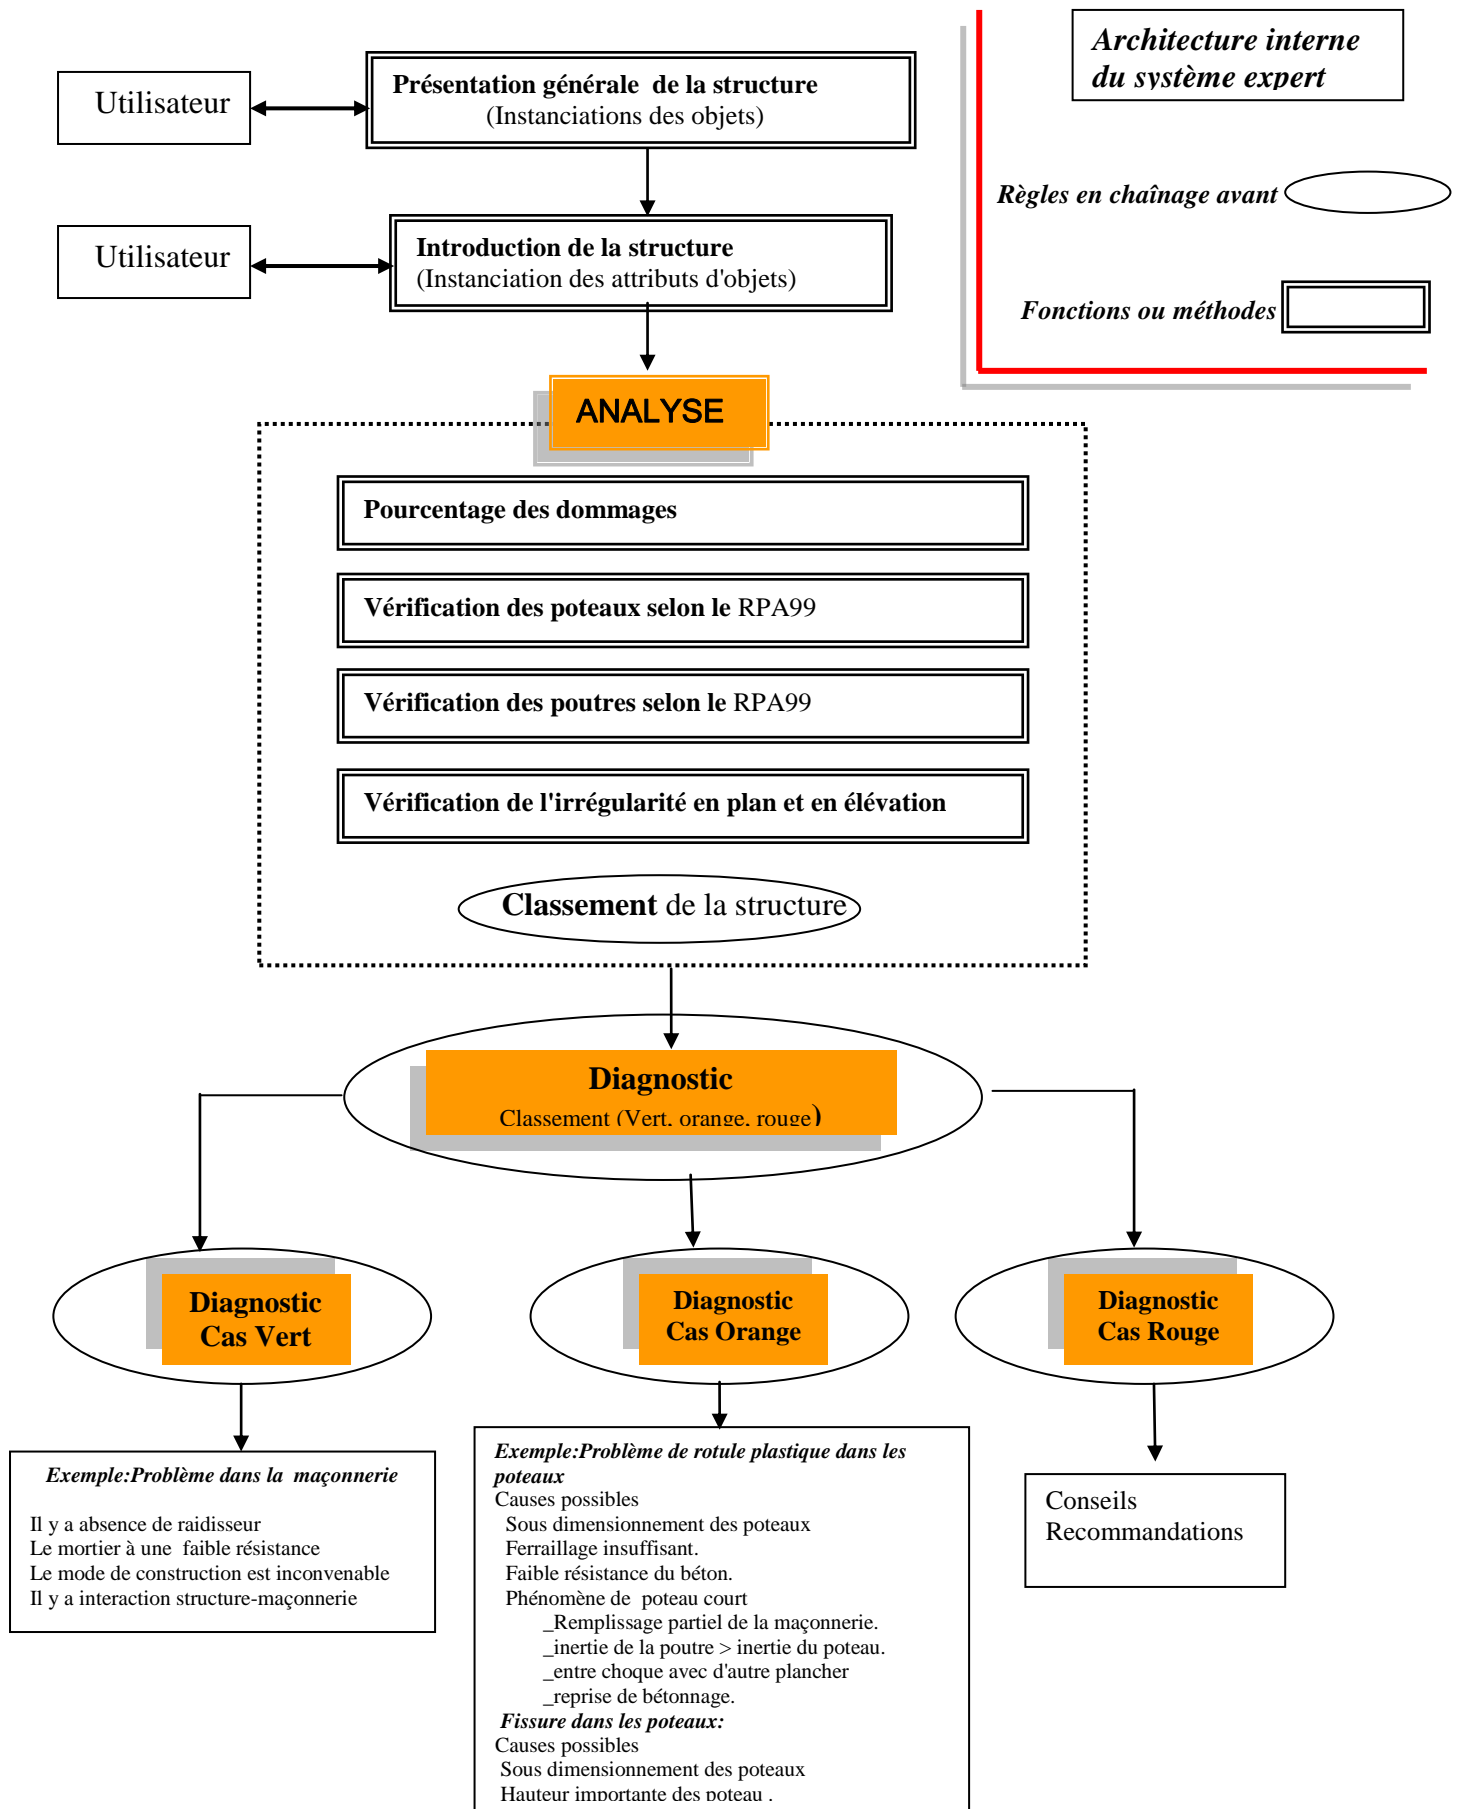 Architecture interne
du système expert
Utilisateur
Présentation générale de la structure
(Instanciations des objets)
Règles en chaînage avant
Utilisateur
Introduction de la structure
(Instanciation des attributs d'objets)
Fonctions ou méthodes
ANALYSE
Pourcentage des dommages
Vérification des poteaux selon le RPA99
Vérification des poutres selon le RPA99
Vérification de l'irrégularité en plan et en élévation
Classement de la structure
Diagnostic
Classement (Vert, orange, rouge)
Diagnostic
Cas Vert
Diagnostic
Cas Orange
Diagnostic
Cas Rouge
Exemple:Problème dans la maçonnerie
Il y a absence de raidisseur
Le mortier à une faible résistance
Le mode de construction est inconvenable
Il y a interaction structure-maçonnerie
Exemple:Problème de rotule plastique dans les
poteaux
Causes possibles
Sous dimensionnement des poteaux
Ferraillage insuffisant.
Faible résistance du béton.
Phénomène de poteau court
_Remplissage partiel de la maçonnerie.
_inertie de la poutre > inertie du poteau.
_entre choque avec d'autre plancher
_reprise de bétonnage.
Fissure dans les poteaux:
Causes possibles
Sous dimensionnement des poteaux
Hauteur importante des poteau .
Conseils
Recommandations